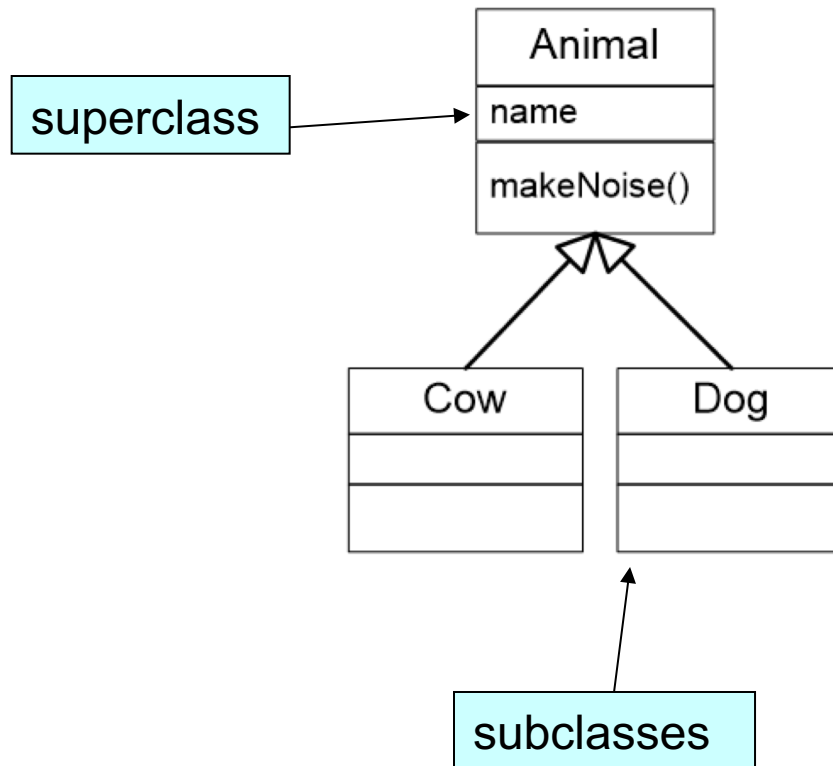 Animal
superclass
name
makeNoise()
Cow
Dog
subclasses